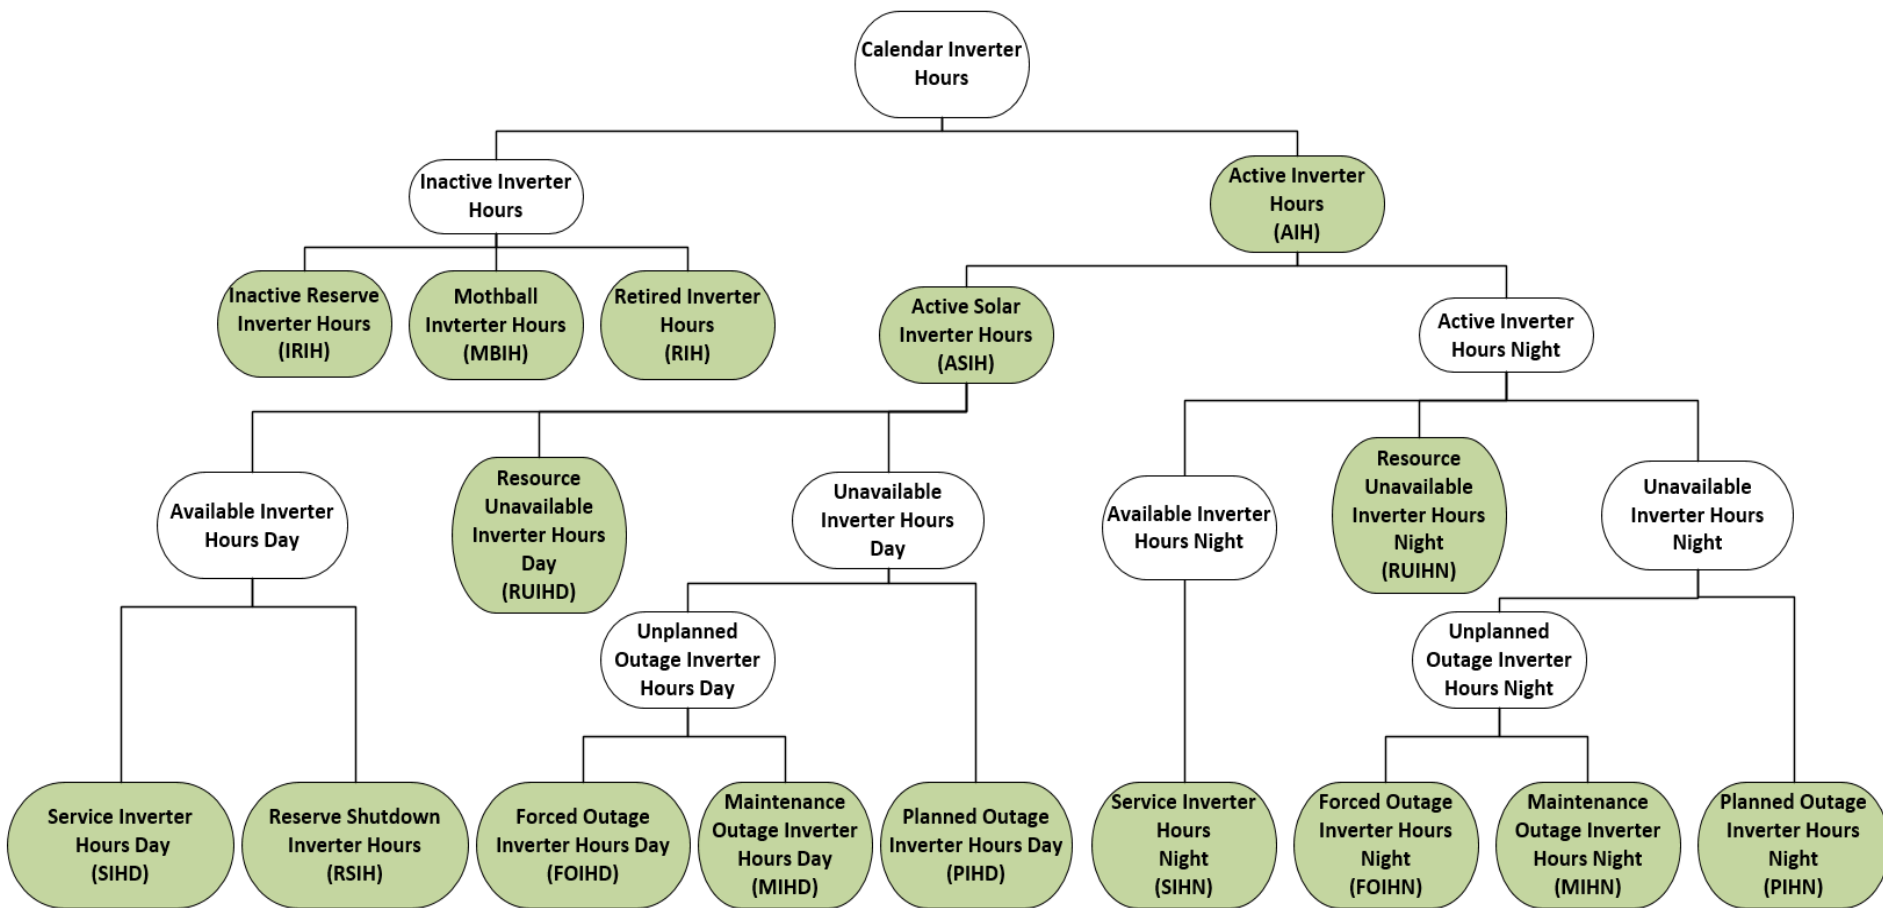 Calendar Inverter
Hours
Inactive Inverter
Hours
Active Inverter
Hours
(AIH)
Inactive Reserve
Inverter Hours
(IRIH)
Mothball
Invterter Hours
(MBIH)
Retired Inverter
Hours
(RIH)
Active Solar
Inverter Hours
(ASIH)
Active Inverter
Hours Night
Available Inverter
Hours Day
Resource
Unavailable
Inverter Hours
Day
(RUIHD)
Unavailable
Inverter Hours
Day
Available Inverter
Hours Night
Resource
Unavailable
Inverter Hours
Night
(RUIHN)
Unavailable
Inverter Hours
Night
Unplanned
Outage Inverter
Hours Day
Unplanned
Outage Inverter
Hours Night
Service Inverter
Hours Day
(SIHD)
Reserve Shutdown
Inverter Hours
(RSIH)
Forced Outage
Inverter Hours Day
(FOIHD)
Maintenance
Outage Inverter
Hours Day
(MIHD)
Planned Outage
Inverter Hours Day
(PIHD)
Service Inverter
Hours
Night
(SIHN)
Forced Outage
Inverter Hours
Night
(FOIHN)
Maintenance
Outage Inverter
Hours Night
(MIHN)
Planned Outage
Inverter Hours
Night
(PIHN)